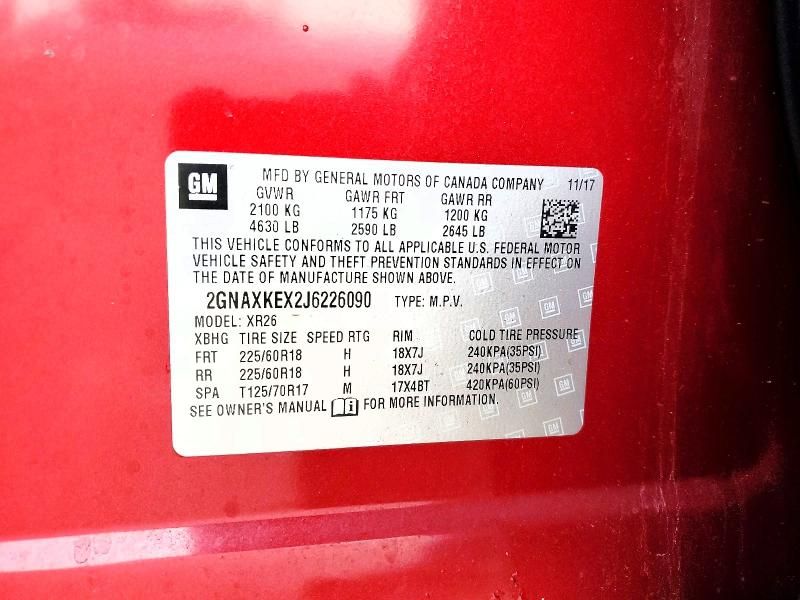 GM MFD BY GENERAL MOTORS OF CANADA COMPANY 11/17
GVWR GAWR FRT GAWR RR
2100 KG 1175 KG 1200 KG
4630 LB 2590 LB 2645 LB
THIS VEHICLE CONFORMS TO ALL APPLICABLE U.S. FEDERAL MOTOR
VEHICLE SAFETY AND THEFT PREVENTION STANDARDS IN EFFECT ON
THE DATE OF MANUFACTURE SHOWN ABOVE.
2GNAXKEX2J6226090 TYPE: M.P.V.
MODEL: XR26
XBHG TIRE SIZE SPEED RTG RIM COLD TIRE PRESSURE
FRT 225/60R18 H 18X7J 240KPA(35PSI)
RR 225/60R18 H 18X7J 240KPA(35PSI)
SPA T125/70R17 M 17X4BT 420KPA(60PSI)
SEE OWNER'S MANUAL FOR MORE INFORMATION.